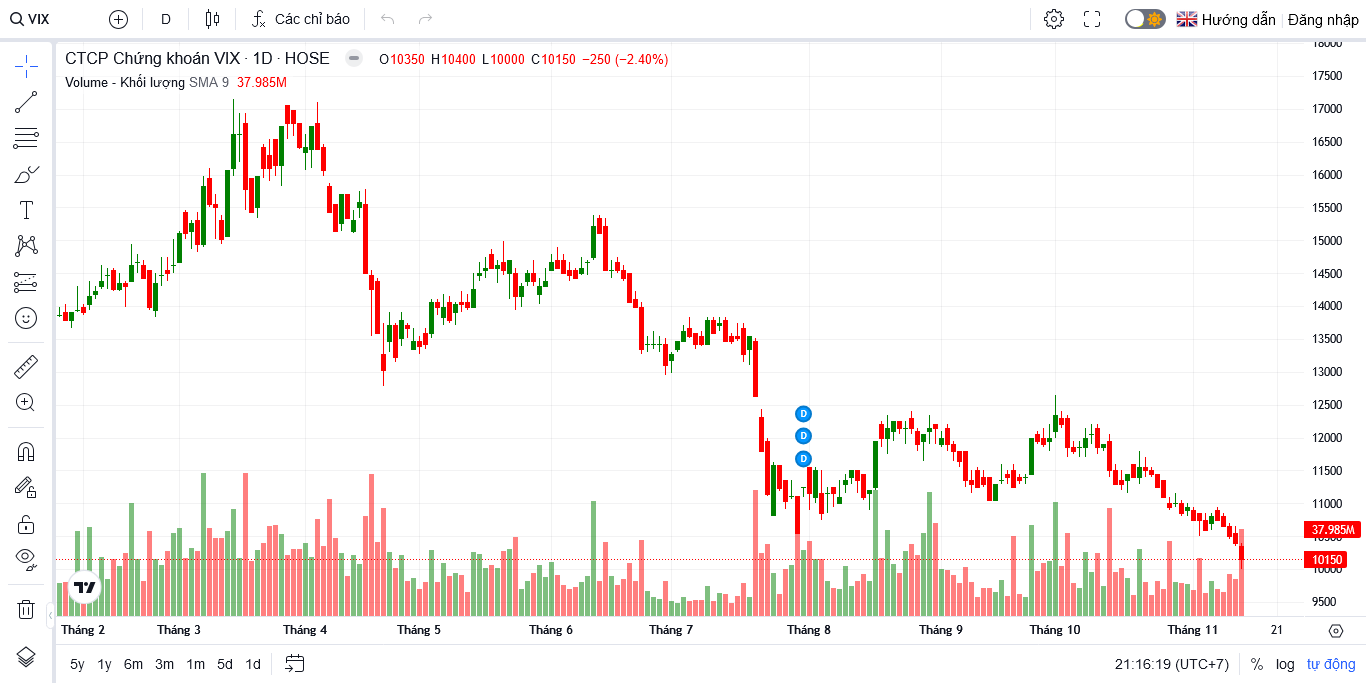 VIX D Các chỉ báo Hướng dẫn Đăng nhập
CTCP Chứng khoán VIX · 1D · HOSE O10350 H10400 L10000 C10150 −250 (−2.40%)
Volume - Khối lượng SMA 9 37.985M
18000
17500
17000
16500
16000
15500
15000
14500
14000
13500
13000
12500
12000
11500
11000
10500
10000
9500
D
D
D
37.985M
10150
Tháng 2 Tháng 3 Tháng 4 Tháng 5 Tháng 6 Tháng 7 Tháng 8 Tháng 9 Tháng 10 Tháng 11 21
5y 1y 6m 3m 1m 5d 1d 21:16:19 (UTC+7) % log tự động